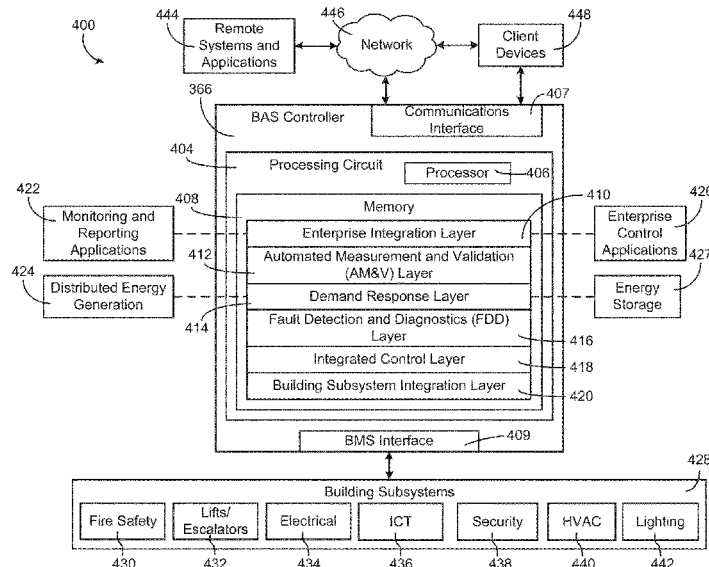 400
444
Remote
Systems and
Applications
446
Network
Client
Devices
448
407
366
BAS Controller
Communications
Interface
404
Processing Circuit
Processor
406
422
Monitoring and
Reporting
Applications
408
Memory
410
426
Enterprise
Control
Applications
Enterprise Integration Layer
412
Automated Measurement and Validation
(AM&V) Layer
424
Distributed Energy
Generation
427
Energy
Storage
Demand Response Layer
414
Fault Detection and Diagnostics (FDD)
Layer
416
Integrated Control Layer
418
Building Subsystem Integration Layer
420
BMS Interface
409
428
Building Subsystems
Fire Safety
Lifts/
Escalators
Electrical
ICT
Security
HVAC
Lighting
430
432
434
436
438
440
442